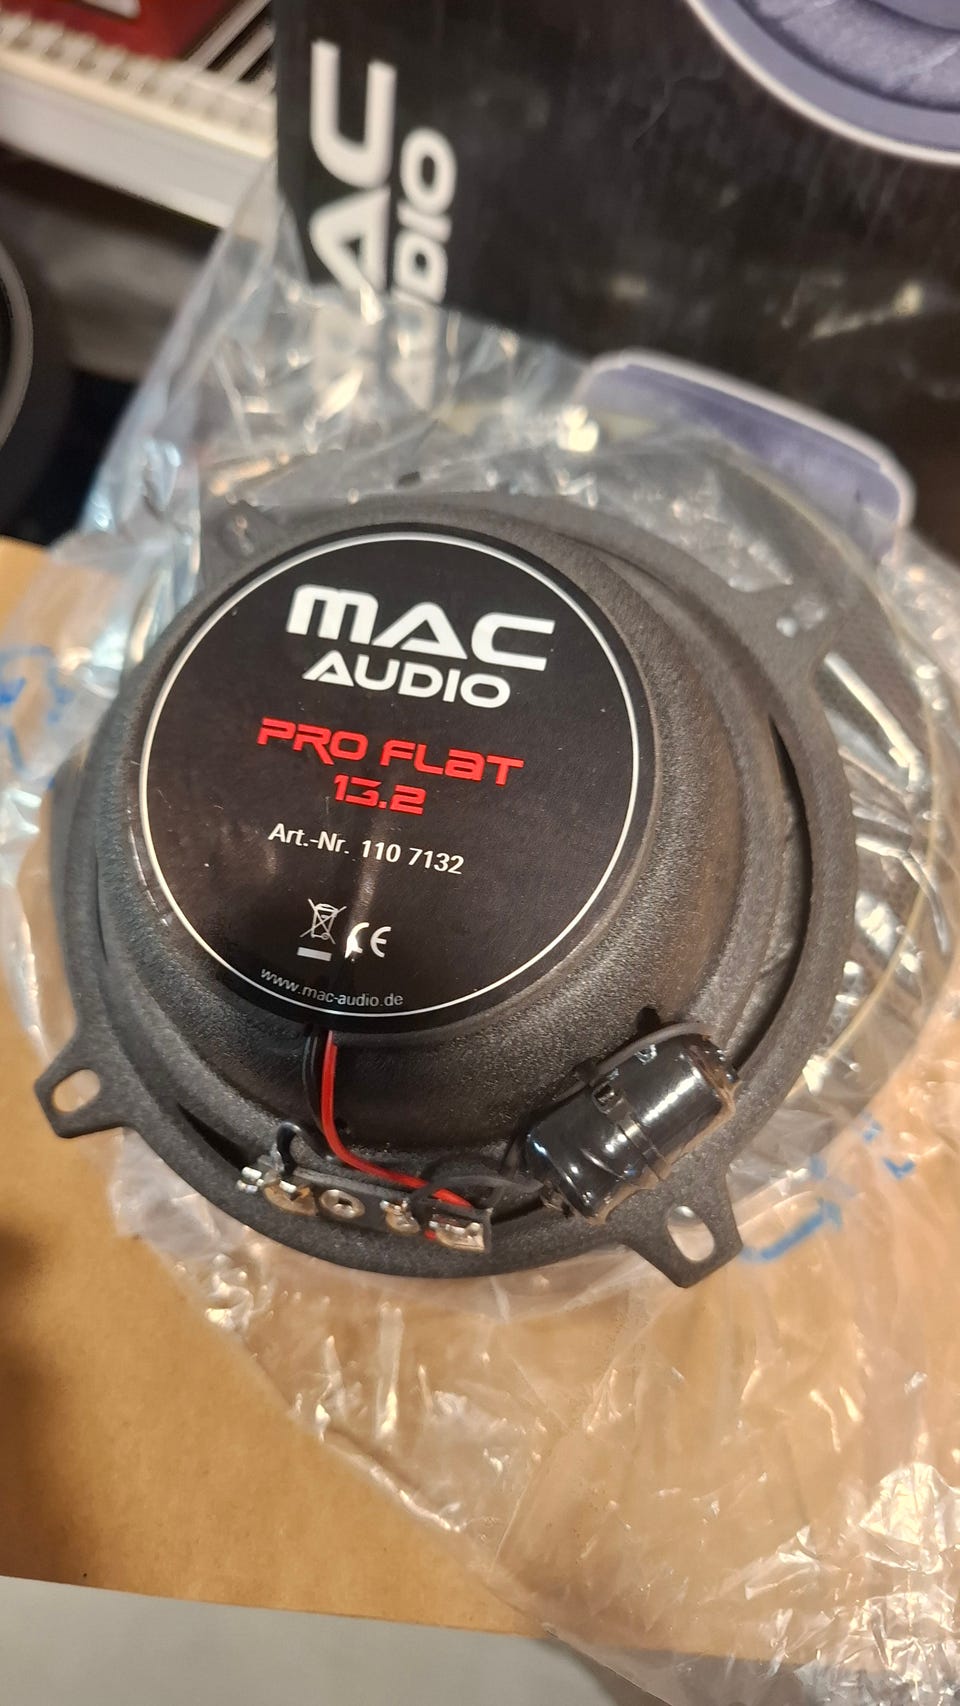 MAC
AUDIO
MAC
AUDIO
PRO FLAT
13.2
Art.-Nr. 110 7132
CE
www.mac-audio.de